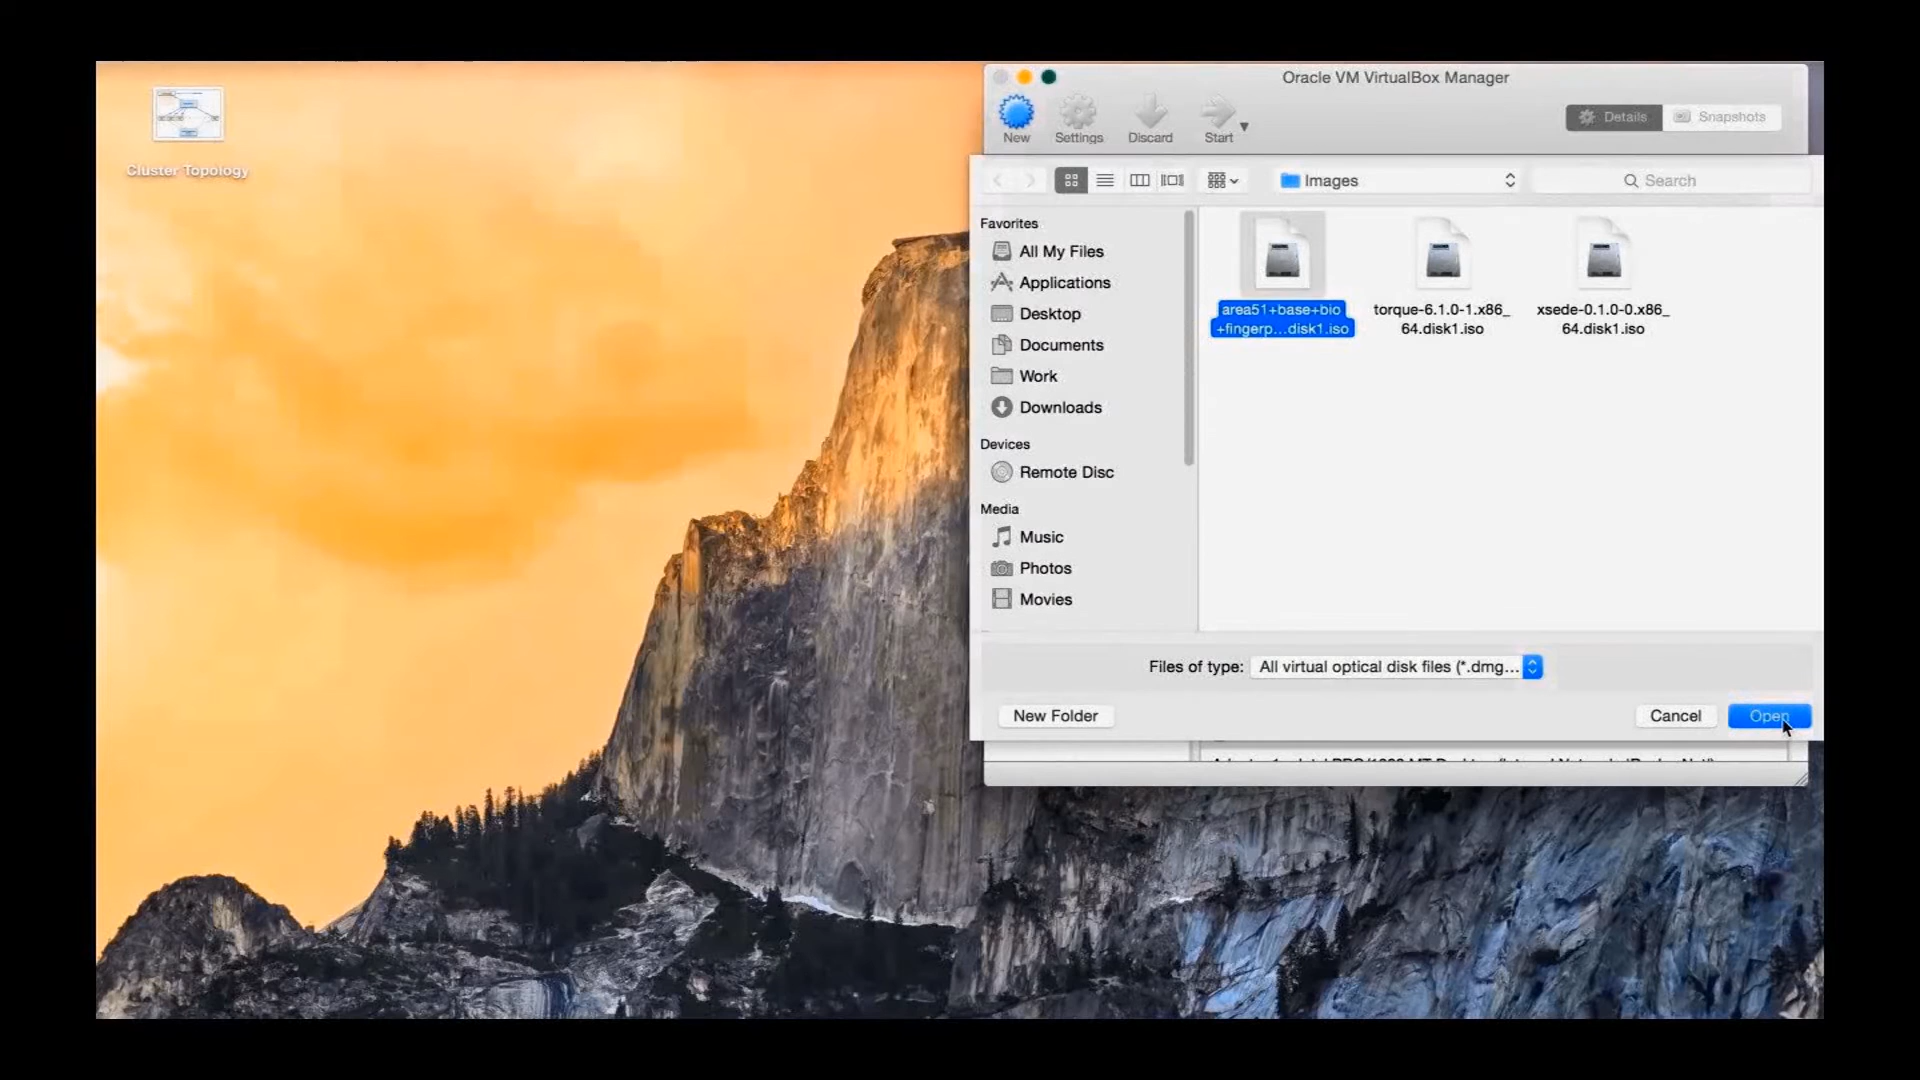 Cluster Topology
Oracle VM VirtualBox Manager
New
Settings
Discard
Start
Details
Snapshots
Images
Search
Favorites
All My Files
Applications
Desktop
Documents
Work
Downloads
Devices
Remote Disc
Media
Music
Photos
Movies
area51+base+bio
+fingerp...disk1.iso
torque-6.1.0-1.x86_
64.disk1.iso
xsede-0.1.0-0.x86_
64.disk1.iso
Files of type: All virtual optical disk files (*.dmg...
New Folder
Cancel
Open